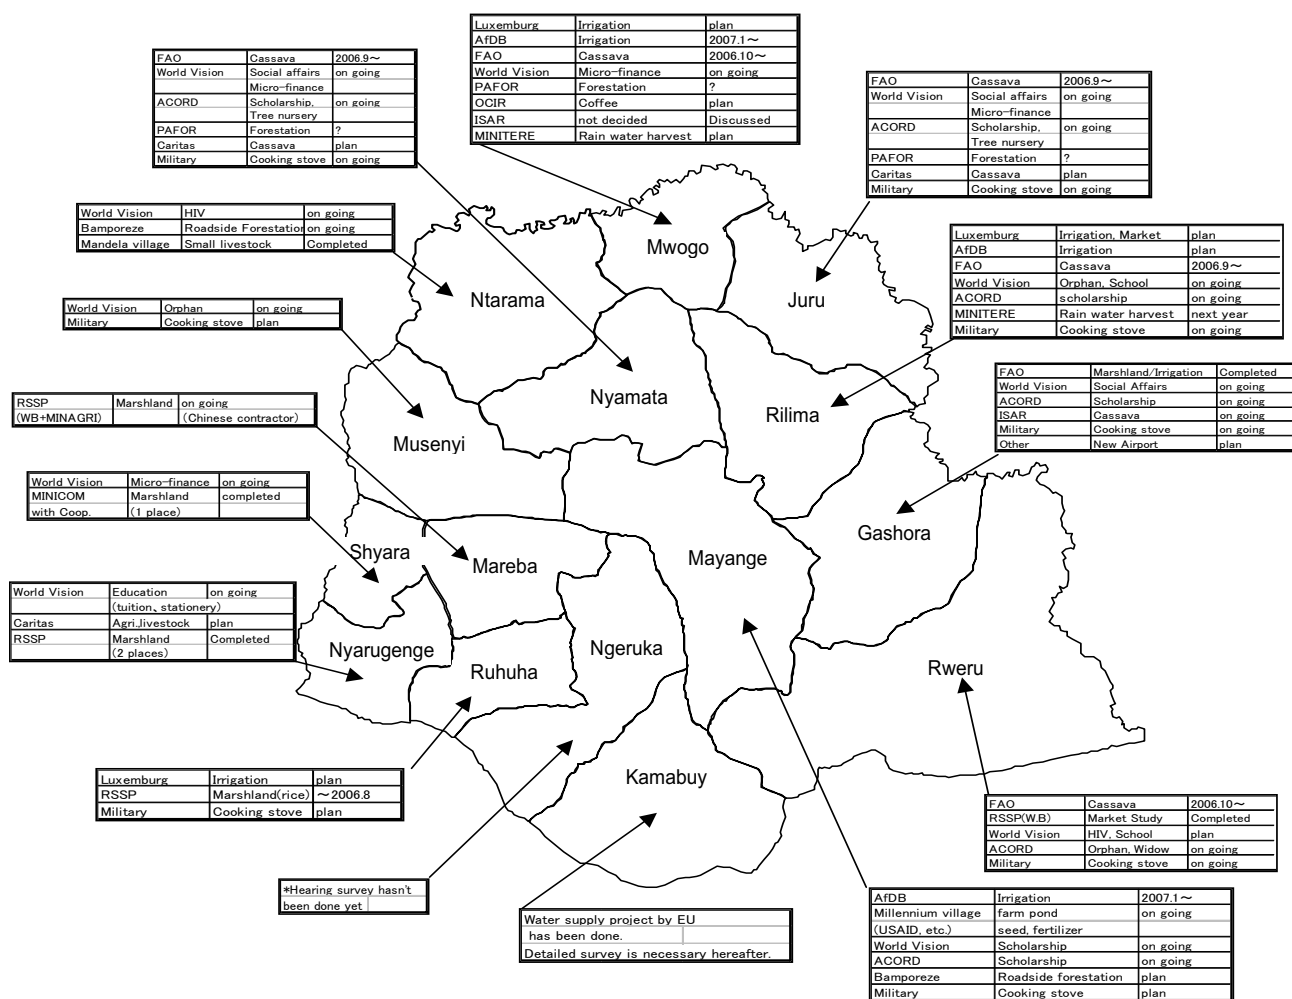 Luxemburg Irrigation plan
AfDB Irrigation 2007.1～
FAO Cassava 2006.10～
World Vision Micro-finance on going
PAFOR Forestation ?
OCIR Coffee plan
ISAR not decided Discussed
MINITERE Rain water harvest plan
FAO Cassava 2006.9～
World Vision Social affairs on going
Micro-finance
ACORD Scholarship, on going
Tree nursery
PAFOR Forestation ?
Caritas Cassava plan
Military Cooking stove on going
FAO Cassava 2006.9～
World Vision Social affairs on going
Micro-finance
ACORD Scholarship, on going
Tree nursery
PAFOR Forestation ?
Caritas Cassava plan
Military Cooking stove on going
World Vision HIV on going
Bamporeze Roadside Forestation on going
Mandela village Small livestock Completed
Luxemburg Irrigation, Market plan
AfDB Irrigation plan
FAO Cassava 2006.9～
World Vision Orphan, School on going
ACORD scholarship on going
MINITERE Rain water harvest next year
Military Cooking stove on going
World Vision Orphan on going
Military Cooking stove plan
FAO Marshland/Irrigation Completed
World Vision Social Affairs on going
ACORD Scholarship on going
ISAR Cassava on going
Military Cooking stove on going
Other New Airport plan
RSSP Marshland on going
(WB+MINAGRI) (Chinese contractor)
World Vision Micro-finance on going
MINICOM Marshland completed
with Coop. (1 place)
World Vision Education on going
(tuition、stationery)
Caritas Agri.,livestock plan
RSSP Marshland Completed
(2 places)
Mwogo
Ntarama
Juru
Nyamata
Rilima
Musenyi
Gashora
Shyara
Mareba
Mayange
Nyarugenge
Ngeruka
Ruhuha
Rweru
Kamabuy
Luxemburg Irrigation plan
RSSP Marshland(rice) ～2006.8
Military Cooking stove plan
FAO Cassava 2006.10～
RSSP(W.B) Market Study Completed
World Vision HIV, School plan
ACORD Orphan, Widow on going
Military Cooking stove on going
*Hearing survey hasn't
been done yet
Water supply project by EU
has been done.
Detailed survey is necessary hereafter.
AfDB Irrigation 2007.1～
Millennium village farm pond on going
(USAID, etc.) seed, fertilizer
World Vision Scholarship on going
ACORD Scholarship on going
Bamporeze Roadside forestation plan
Military Cooking stove plan